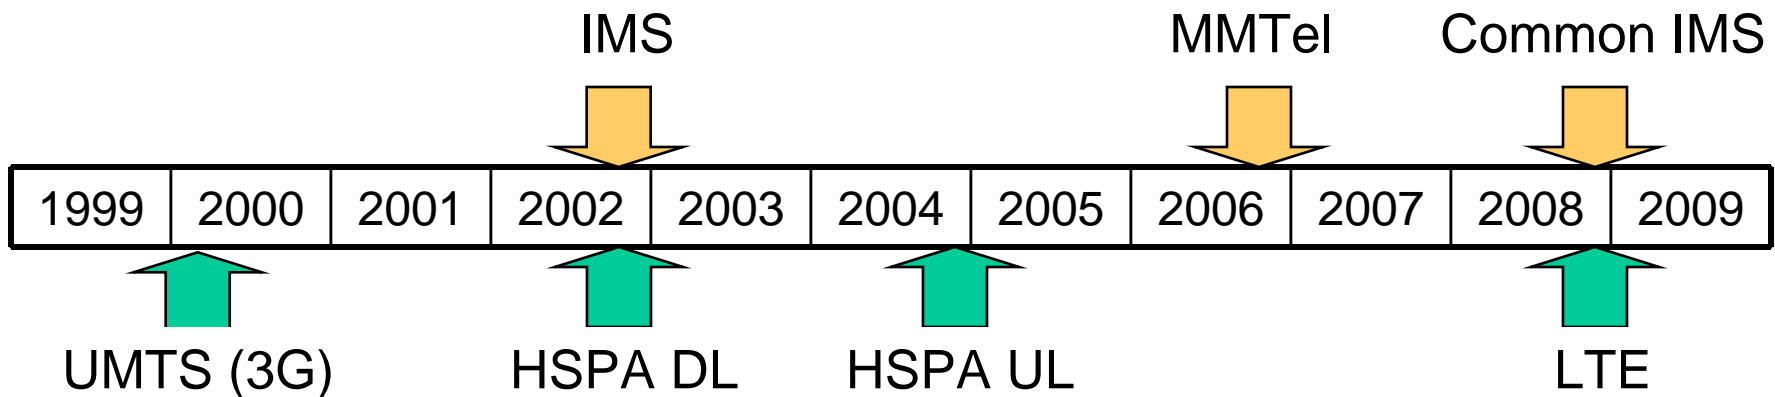 IMS MMTel Common IMS
1999 2000 2001 2002 2003 2004 2005 2006 2007 2008 2009
UMTS (3G) HSPA DL HSPA UL LTE